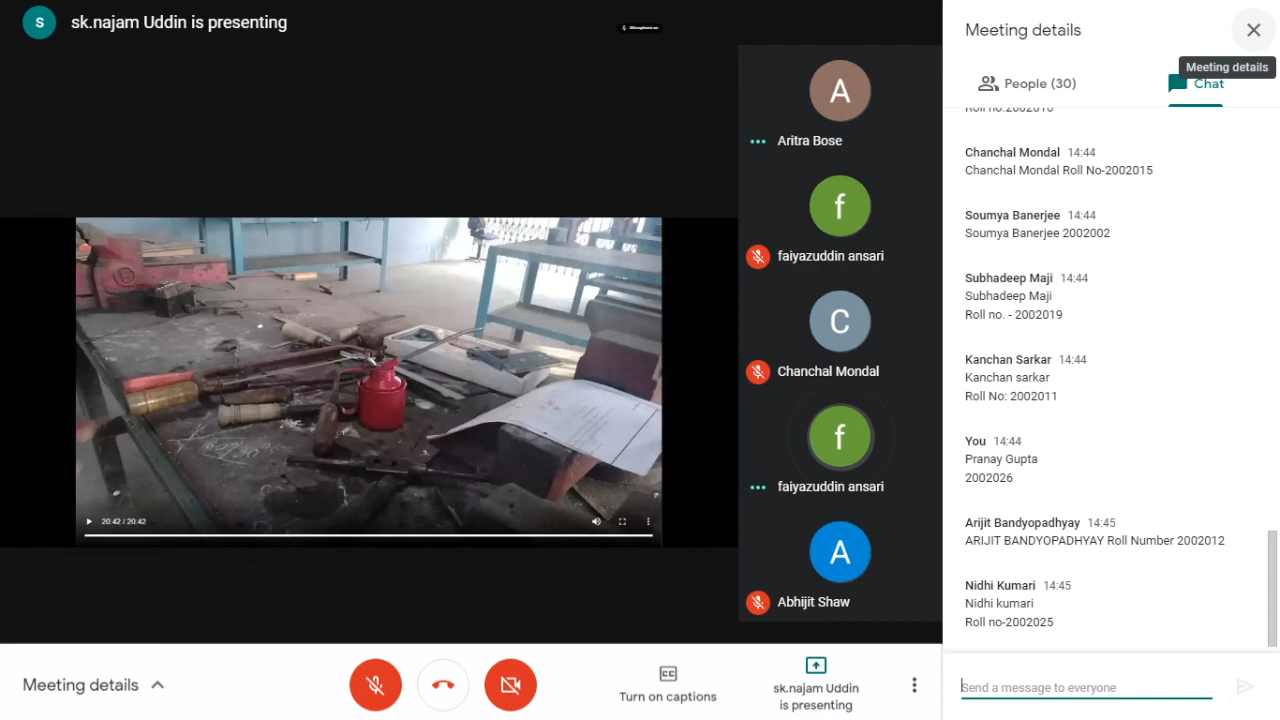 S
sk.najam Uddin is presenting
A
Aritra Bose
f
faiyazuddin ansari
C
Chanchal Mondal
f
faiyazuddin ansari
A
Abhijit Shaw
20:42 / 20:42
Meeting details
CC
Turn on captions
sk.najam Uddin
is presenting
Meeting details
Meeting details
People (30)
Chat
Chanchal Mondal 14:44
Chanchal Mondal Roll No-2002015
Soumya Banerjee 14:44
Soumya Banerjee 2002002
Subhadeep Maji 14:44
Subhadeep Maji
Roll no. - 2002019
Kanchan Sarkar 14:44
Kanchan sarkar
Roll No: 2002011
You 14:44
Pranay Gupta
2002026
Arijit Bandyopadhyay 14:45
ARIJIT BANDYOPADHYAY Roll Number 2002012
Nidhi Kumari 14:45
Nidhi kumari
Roll no-2002025
Send a message to everyone